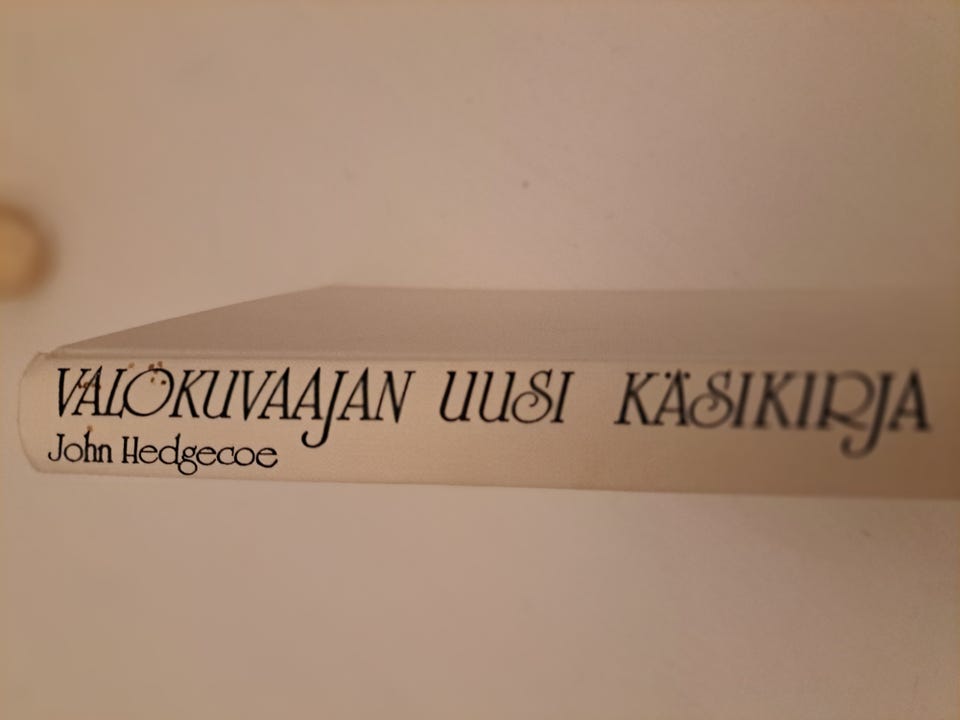 VALOKUVAAJAN UUSI KÄSIKIRJA
John Hedgecoe